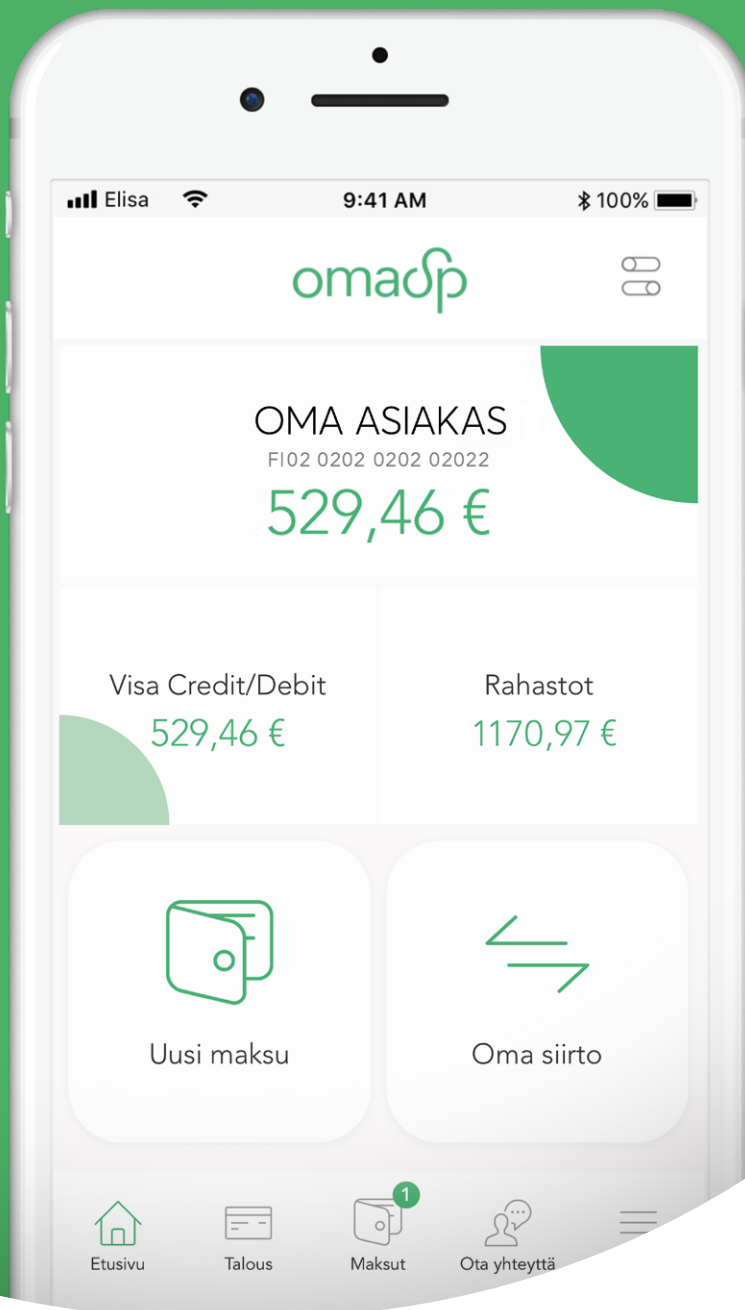 Elisa 9:41 AM 100%
omasp
OMA ASIAKAS
FI02 0202 0202 02022
529,46 €
Visa Credit/Debit Rahastot
529,46 € 1170,97 €
Uusi maksu Oma siirto
1
Etusivu Talous Maksut Ota yhteyttä